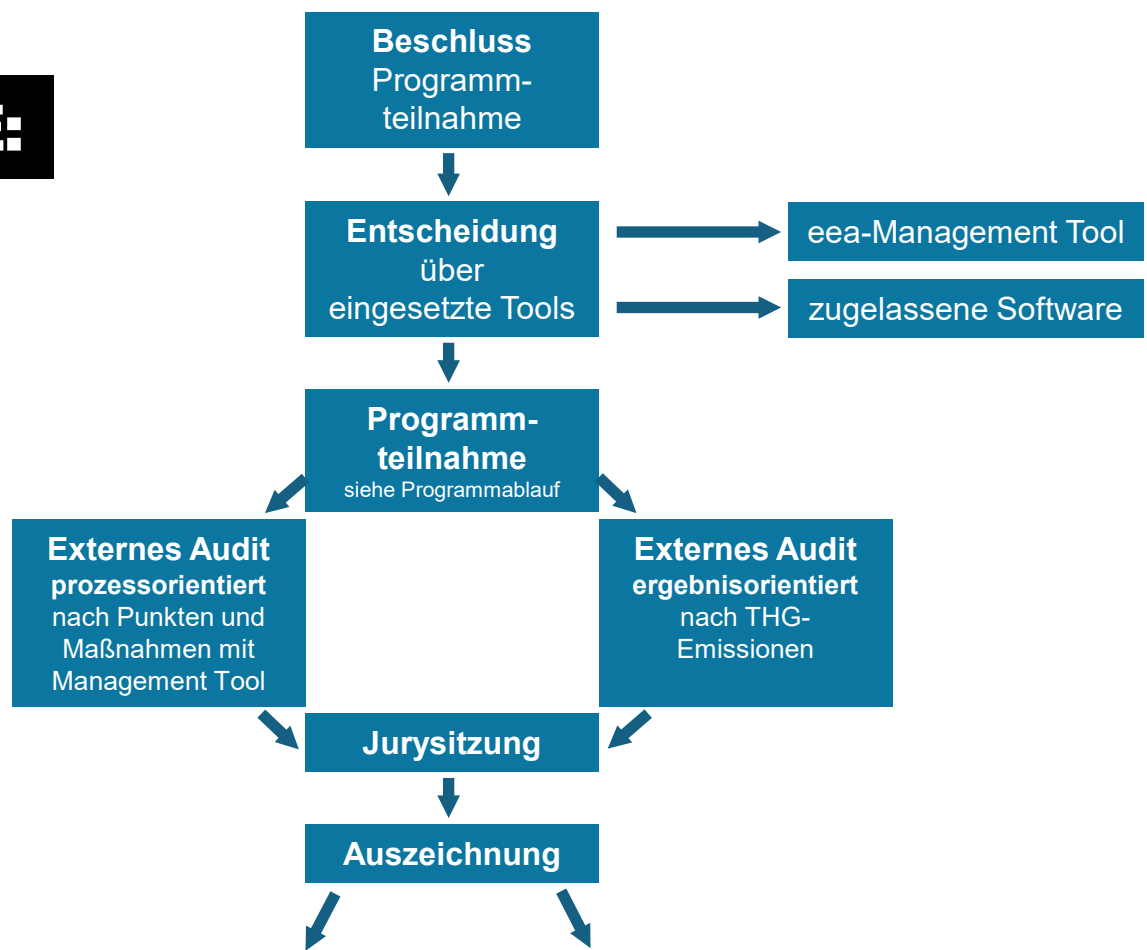 Beschluss
Programm-
teilnahme
Entscheidung
über
eingesetzte Tools
eea-Management Tool
zugelassene Software
Programm-
teilnahme
siehe Programmablauf
Externes Audit
prozessorientiert
nach Punkten und
Maßnahmen mit
Management Tool
Externes Audit
ergebnisorientiert
nach THG-
Emissionen
Jurysitzung
Auszeichnung